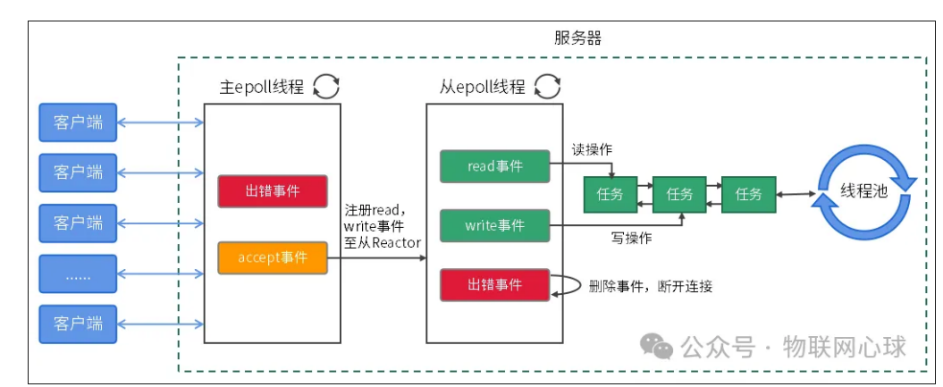 服务器
主epoll线程
从epoll线程
客户端
客户端
客户端
......
客户端
出错事件
accept事件
注册read,
write事件
至从Reactor
read事件
write事件
出错事件
读操作
写操作
删除事件，断开连接
任务
任务
任务
线程池
公众号 · 物联网心球